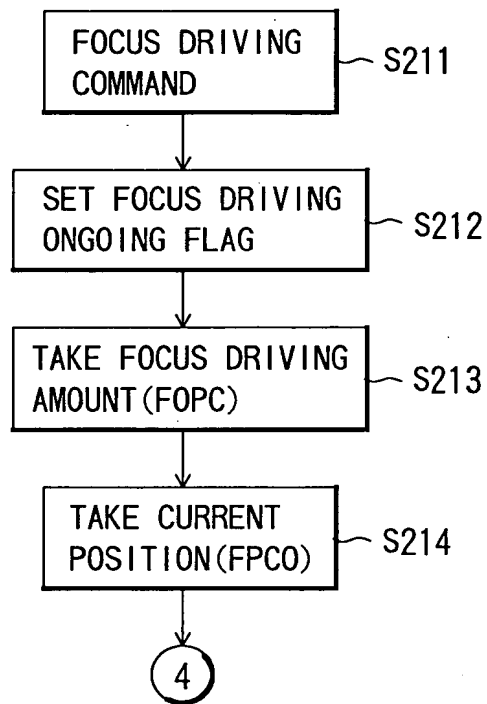 FOCUS DRIVING
COMMAND
S211
SET FOCUS DRIVING
ONGOING FLAG
S212
TAKE FOCUS DRIVING
AMOUNT(FOPC)
S213
TAKE CURRENT
POSITION(FPCO)
S214
4